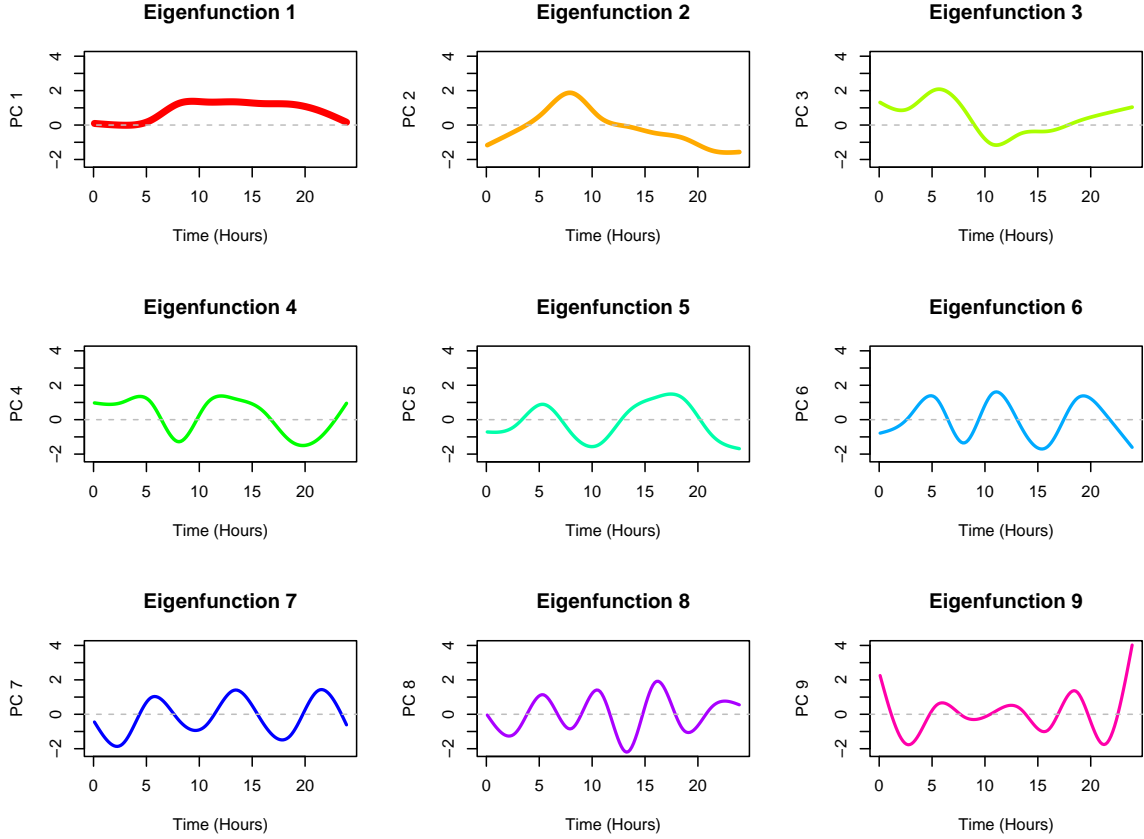 Eigenfunction 1
PC 1
4
2
0
−2
0 5 10 15 20
Time (Hours)
Eigenfunction 2
PC 2
4
2
0
−2
0 5 10 15 20
Time (Hours)
Eigenfunction 3
PC 3
4
2
0
−2
0 5 10 15 20
Time (Hours)
Eigenfunction 4
PC 4
4
2
0
−2
0 5 10 15 20
Time (Hours)
Eigenfunction 5
PC 5
4
2
0
−2
0 5 10 15 20
Time (Hours)
Eigenfunction 6
PC 6
4
2
0
−2
0 5 10 15 20
Time (Hours)
Eigenfunction 7
PC 7
4
2
0
−2
0 5 10 15 20
Time (Hours)
Eigenfunction 8
PC 8
4
2
0
−2
0 5 10 15 20
Time (Hours)
Eigenfunction 9
PC 9
4
2
0
−2
0 5 10 15 20
Time (Hours)